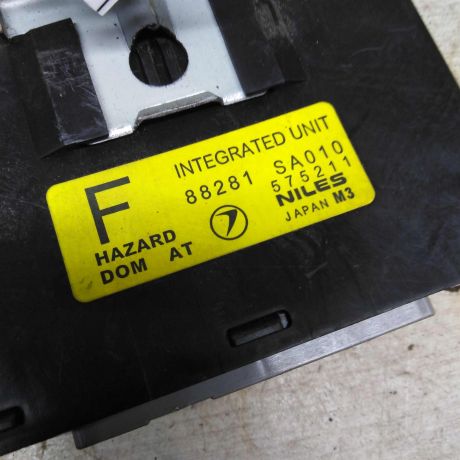 INTEGRATED UNIT
F 88281 SA010
575211
HAZARD NILES
DOM AT JAPAN M3